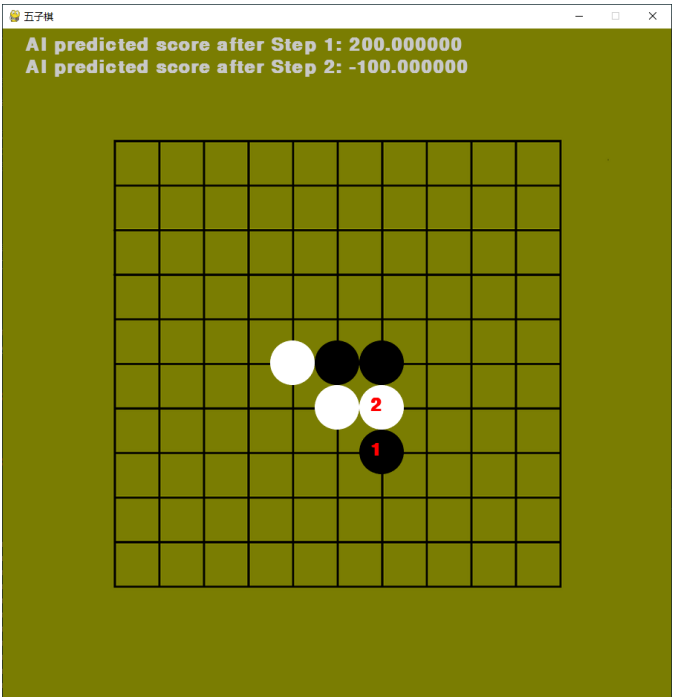 五子棋
AI predicted score after Step 1: 200.000000
AI predicted score after Step 2: -100.000000
2
1